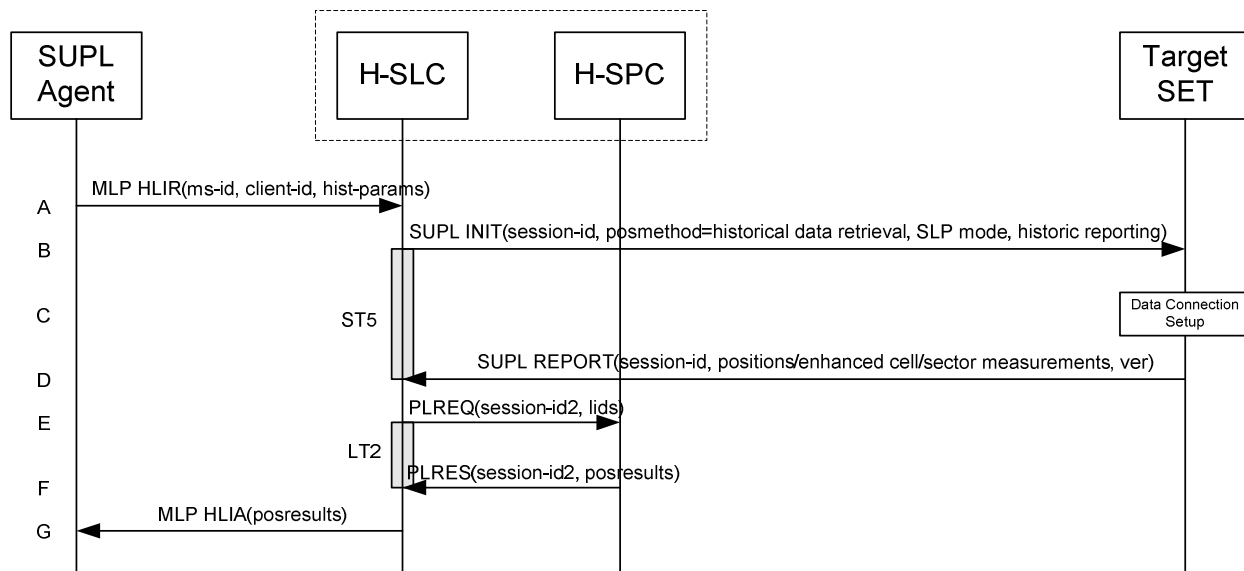 SUPL
Agent
H-SLC
H-SPC
Target
SET
MLP HLIR(ms-id, client-id, hist-params)
A
SUPL INIT(session-id, posmethod=historical data retrieval, SLP mode, historic reporting)
B
Data Connection
Setup
C
ST5
SUPL REPORT(session-id, positions/enhanced cell/sector measurements, ver)
D
PLREQ(session-id2, lids)
E
LT2
PLRES(session-id2, posresults)
F
MLP HLIA(posresults)
G